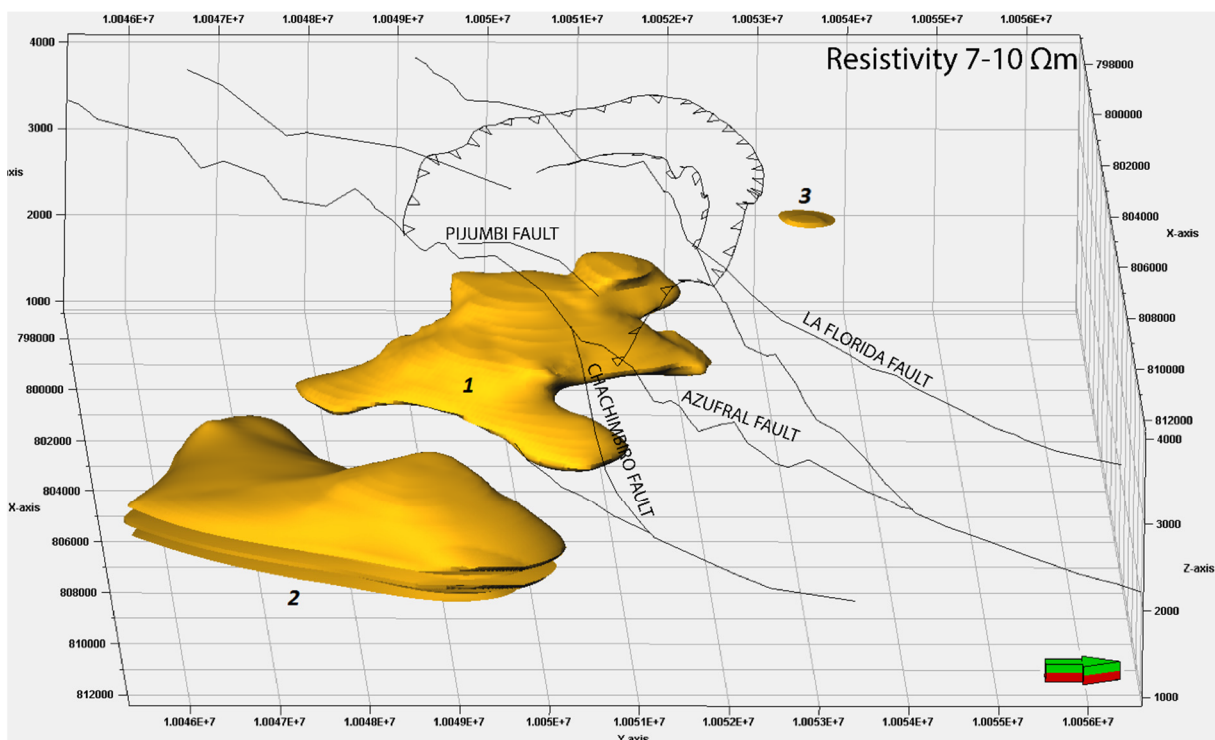 1.0046E+7 1.0047E+7 1.0048E+7 1.0049E+7 1.005E+7 1.0051E+7 1.0052E+7 1.0053E+7 1.0054E+7 1.0055E+7 1.0056E+7
Resistivity 7-10 Ωm
4000
3000
2000
1000
798000
800000
802000
804000
X-axis
806000
808000
810000
812000
798000
800000
802000
804000
X-axis
806000
808000
810000
812000
4000
3000
Z-axis
2000
1000
3
PIJUMBI FAULT
LA FLORIDA FAULT
1
CHACHIMBIRO FAULT
AZUFRAL FAULT
2
1.0046E+7 1.0047E+7 1.0048E+7 1.0049E+7 1.005E+7 1.0051E+7 1.0052E+7 1.0053E+7 1.0054E+7 1.0055E+7 1.0056E+7
Y-axis